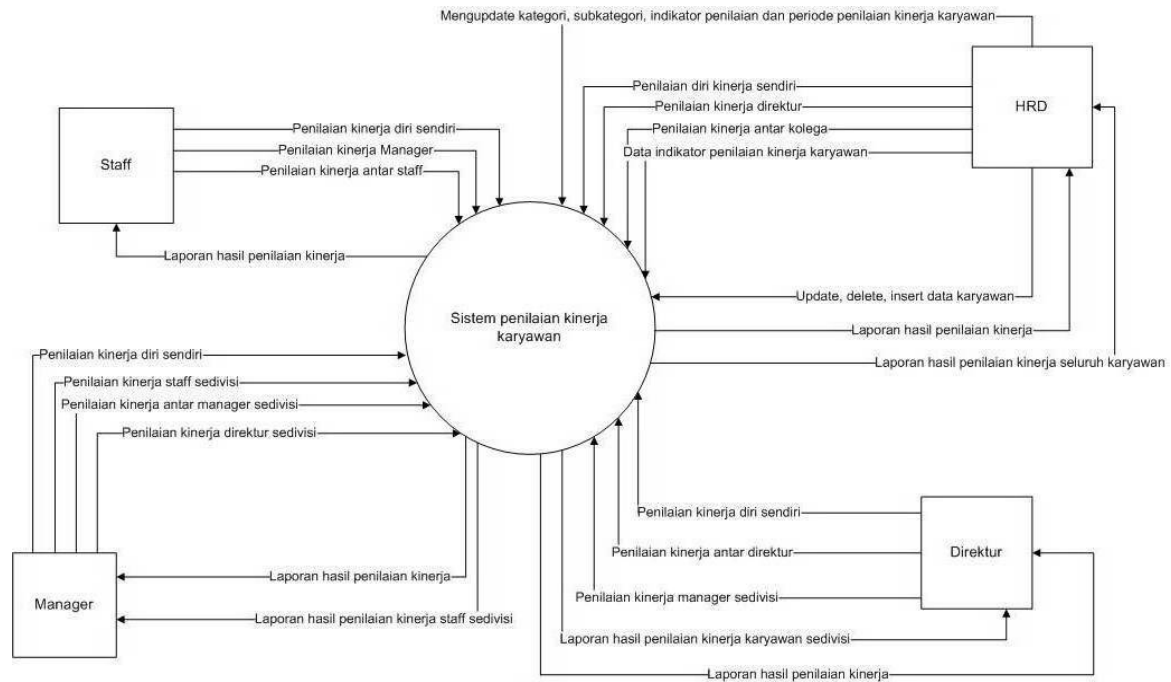 Mengupdate kategori, subkategori, indikator penilaian dan periode penilaian kinerja karyawan
HRD
Penilaian diri kinerja sendiri
Penilaian kinerja direktur
Penilaian kinerja antar kolega
Data indikator penilaian kinerja karyawan
Staff
Penilaian kinerja diri sendiri
Penilaian kinerja Manager
Penilaian kinerja antar staff
Laporan hasil penilaian kinerja
Sistem penilaian kinerja
karyawan
Update, delete, insert data karyawan
Laporan hasil penilaian kinerja
Laporan hasil penilaian kinerja seluruh karyawan
Penilaian kinerja diri sendiri
Penilaian kinerja staff sedivisi
Penilaian kinerja antar manager sedivisi
Penilaian kinerja direktur sedivisi
Manager
Laporan hasil penilaian kinerja
Laporan hasil penilaian kinerja staff sedivisi
Penilaian kinerja diri sendiri
Penilaian kinerja antar direktur
Penilaian kinerja manager sedivisi
Direktur
Laporan hasil penilaian kinerja karyawan sedivisi
Laporan hasil penilaian kinerja